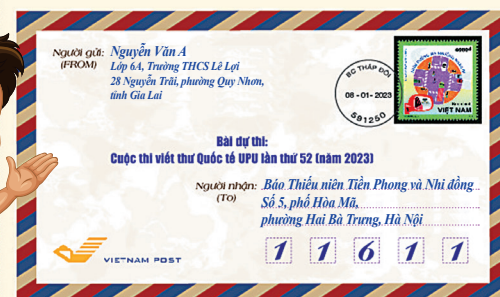 Người gửi: Nguyễn Văn A
(FROM) Lớp 6A, Trường THCS Lê Lợi
28 Nguyễn Trãi, phường Quy Nhơn,
tỉnh Gia Lai
BC THÁP ĐÔI
08-01-2023
591250
4000đ
VIỆT NAM
Bài dự thi:
Cuộc thi viết thư Quốc tế UPU lần thứ 52 (năm 2023)
Người nhận: Báo Thiếu niên Tiền Phong và Nhi đồng
(TO) Số 5, phố Hòa Mã,
phường Hai Bà Trưng, Hà Nội
1 1 6 1 1
VIETNAM POST